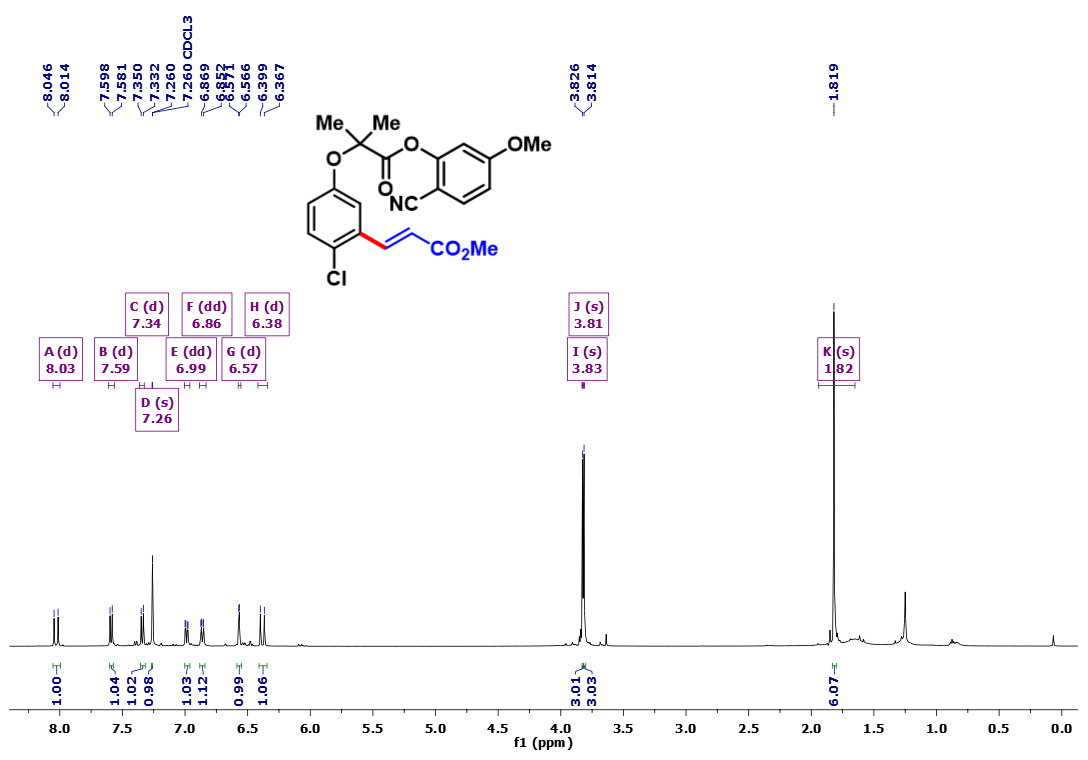 8.046
8.014
7.598
7.581
7.350
7.332
7.260
7.260 CDCL3
6.869
6.852
6.571
6.566
6.399
6.367
3.826
3.814
1.819
Me Me
O OMe
O
O
NC
CO2Me
Cl
C (d)
7.34
F (dd)
6.86
H (d)
6.38
J (s)
3.81
A (d)
8.03
B (d)
7.59
E (dd)
6.99
G (d)
6.57
I (s)
3.83
K (s)
1.82
D (s)
7.26
1.00
1.04
1.02
0.98
1.03
1.12
0.99
1.06
3.01
3.03
6.07
8.0 7.5 7.0 6.5 6.0 5.5 5.0 4.5 4.0 3.5 3.0 2.5 2.0 1.5 1.0 0.5 0.0
f1 (ppm)